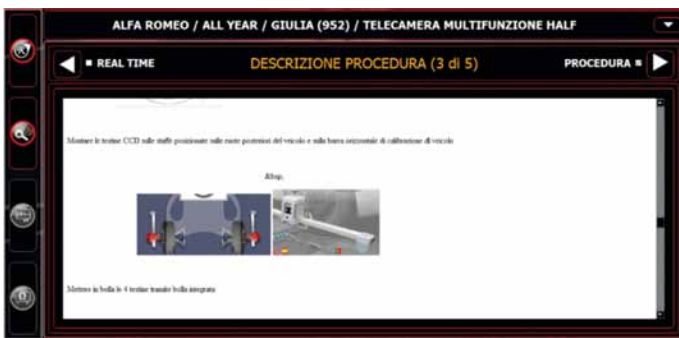 ALFA ROMEO / ALL YEAR / GIULIA (952) / TELECAMERA MULTIFUNZIONE HALF
REAL TIME
DESCRIZIONE PROCEDURA (3 di 5)
PROCEDURA
Montare le testine CCD sulle staffe posizionate sulle ruote posteriori del veicolo e sulla barra orizzontale di calibrazione di veicolo
&bsp;
Mettere in bolla le 4 testine tramite bolla integrata